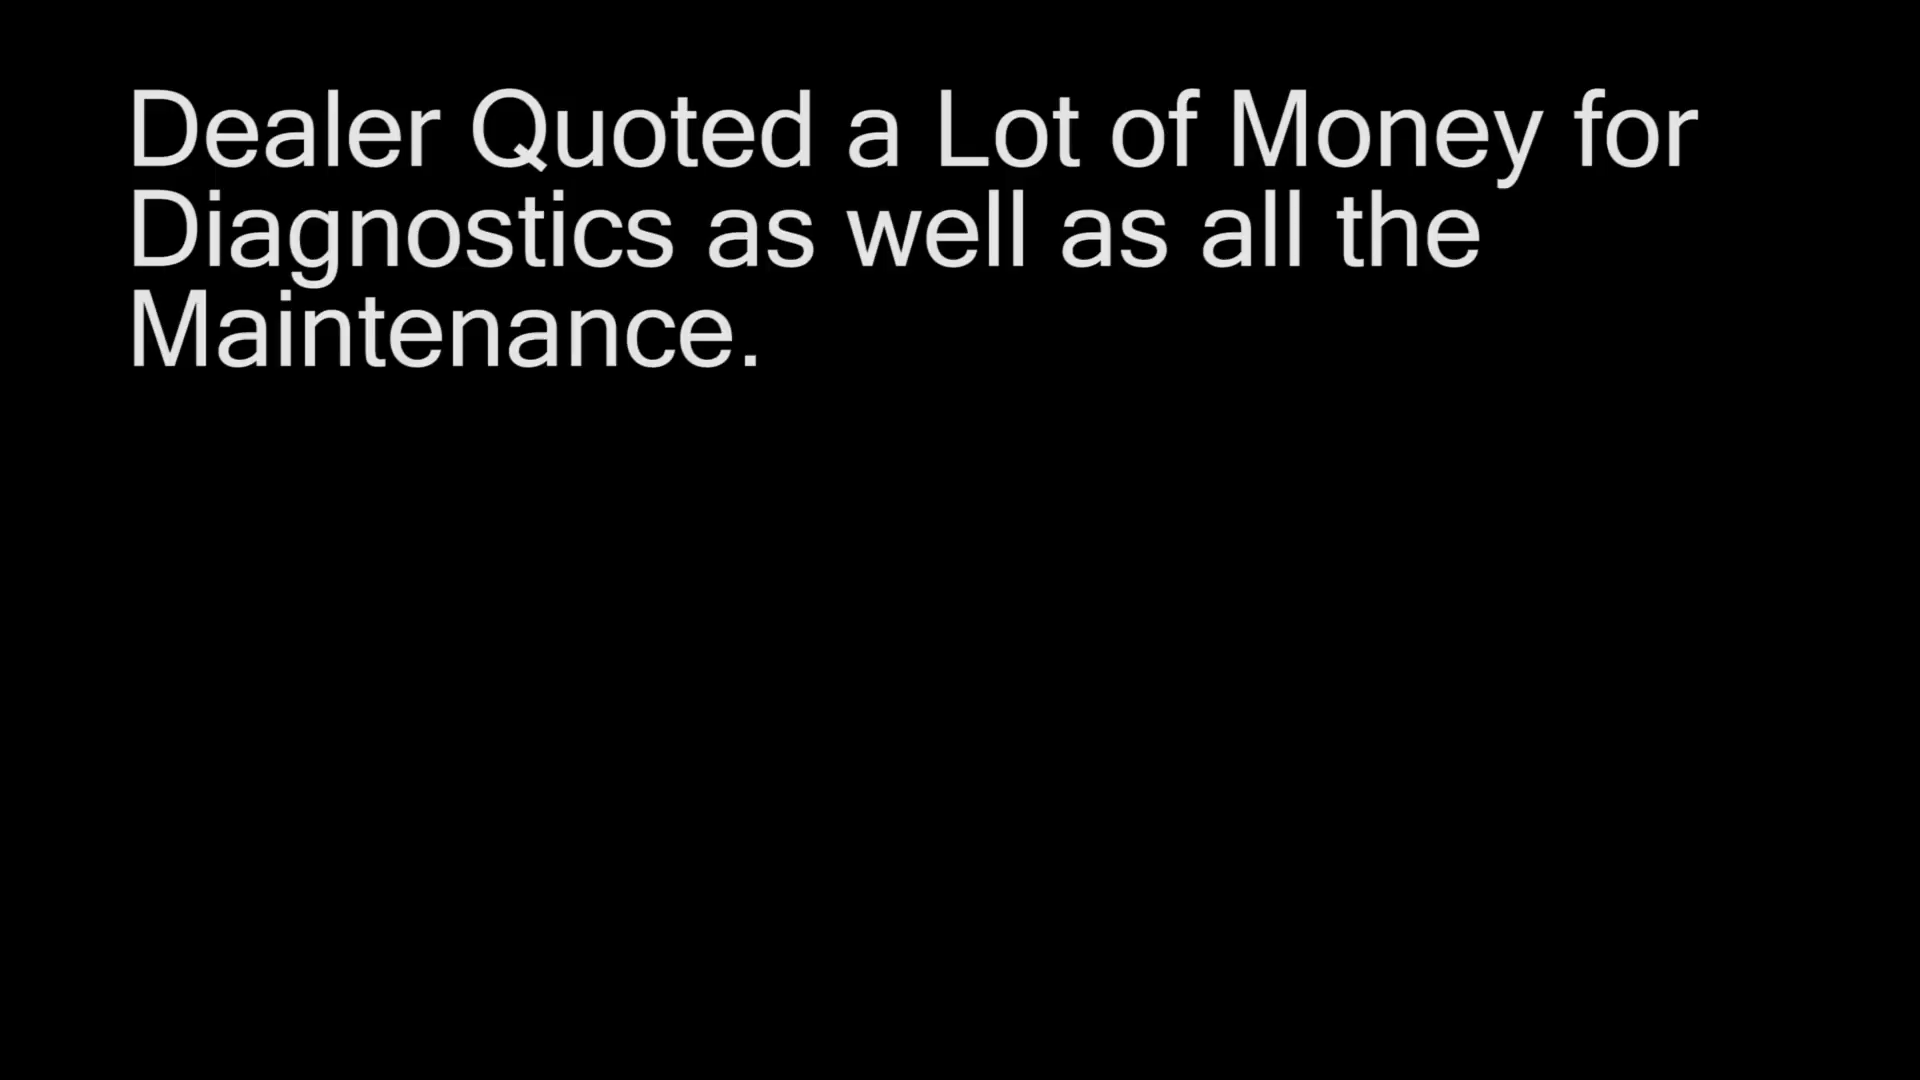 Dealer Quoted a Lot of Money for
Diagnostics as well as all the
Maintenance.